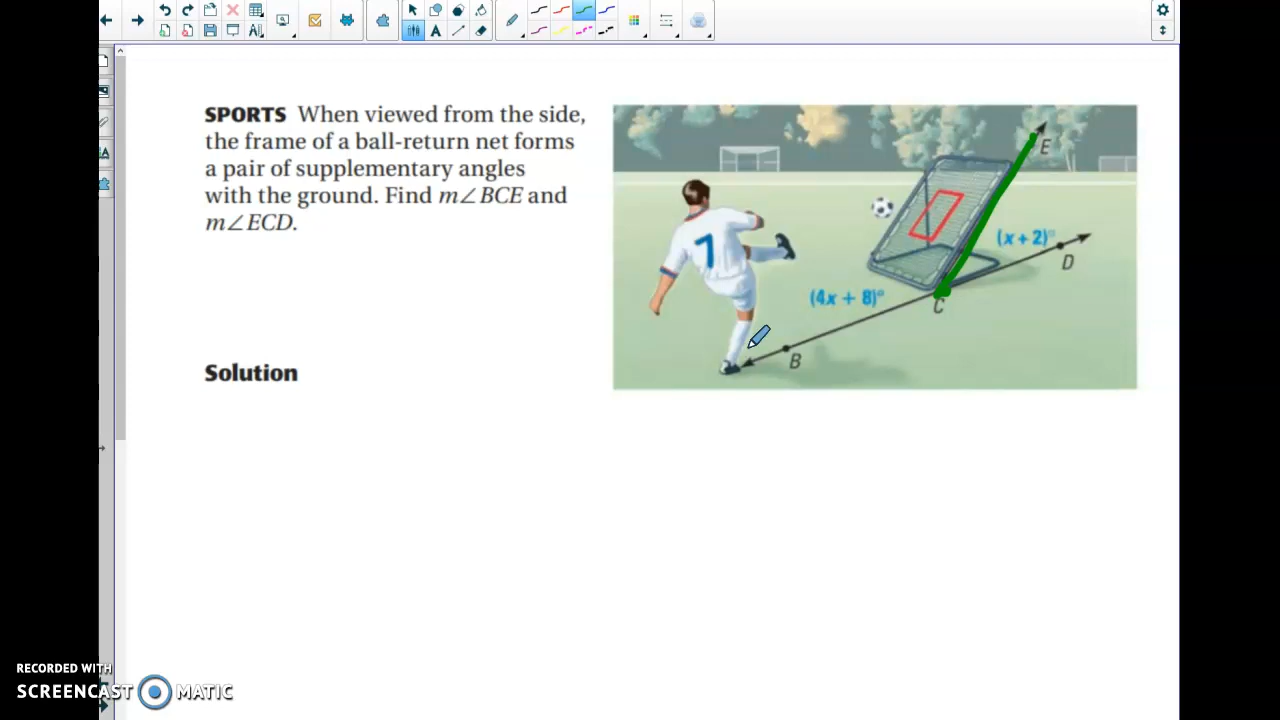 SPORTS When viewed from the side,
the frame of a ball-return net forms
a pair of supplementary angles
with the ground. Find m∠BCE and
m∠ECD.
E
(x + 2)°
D
(4x + 8)°
C
B
7
Solution
RECORDED WITH
SCREENCAST MATIC